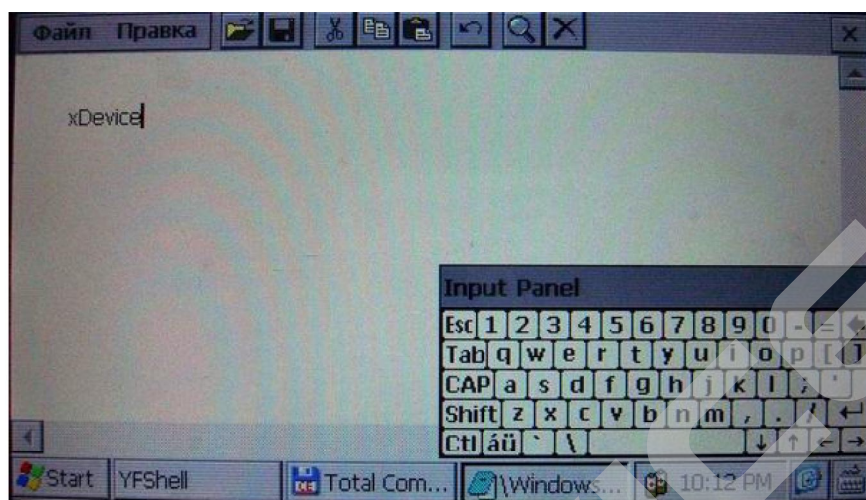 Файл Правка
xDevice
Input Panel
Esc 1 2 3 4 5 6 7 8 9 0 - =
Tab q w e r t y u i o p [ ]
CAP a s d f g h j k l ; '
Shift z x c v b n m , . /
Ctl áü ` \
Start YFShell Total Com... \Windows... 10:12 PM